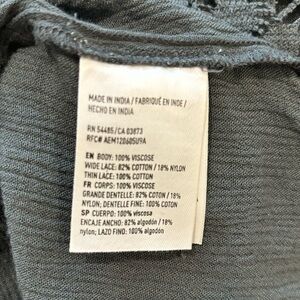 MADE IN INDIA / FABRIQUÉ EN INDE /
HECHO EN INDIA
RN 54485/CA 03873
RFC# AEM120605U9A
EN BODY: 100% VISCOSE
WIDE LACE: 82% COTTON / 18% NYLON
THIN LACE: 100% COTTON
FR CORPS: 100% VISCOSE
GRANDE DENTELLE: 82% COTON / 18%
NYLON; DENTELLE FINE: 100% COTON
SP CUERPO: 100% viscosa
ENCAJE ANCHO: 82% algodón / 18%
nylon; LAZO FINO: 100% algodón